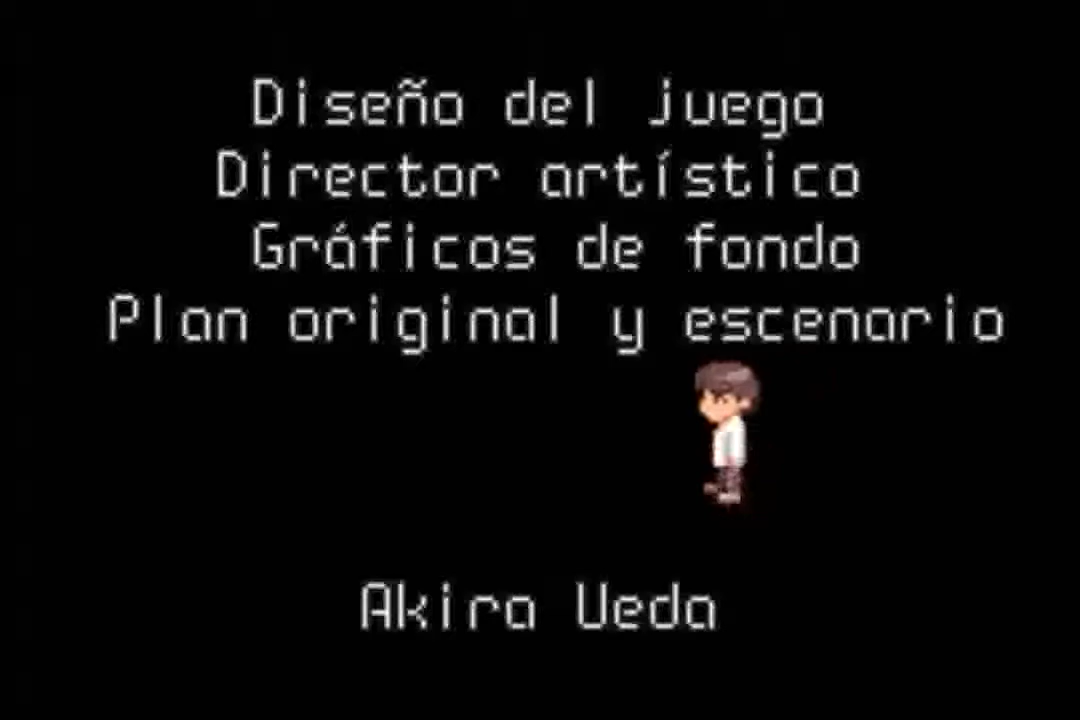 Diseño del juego
Director artístico
Gráficos de fondo
Plan original y escenario
Akira Ueda